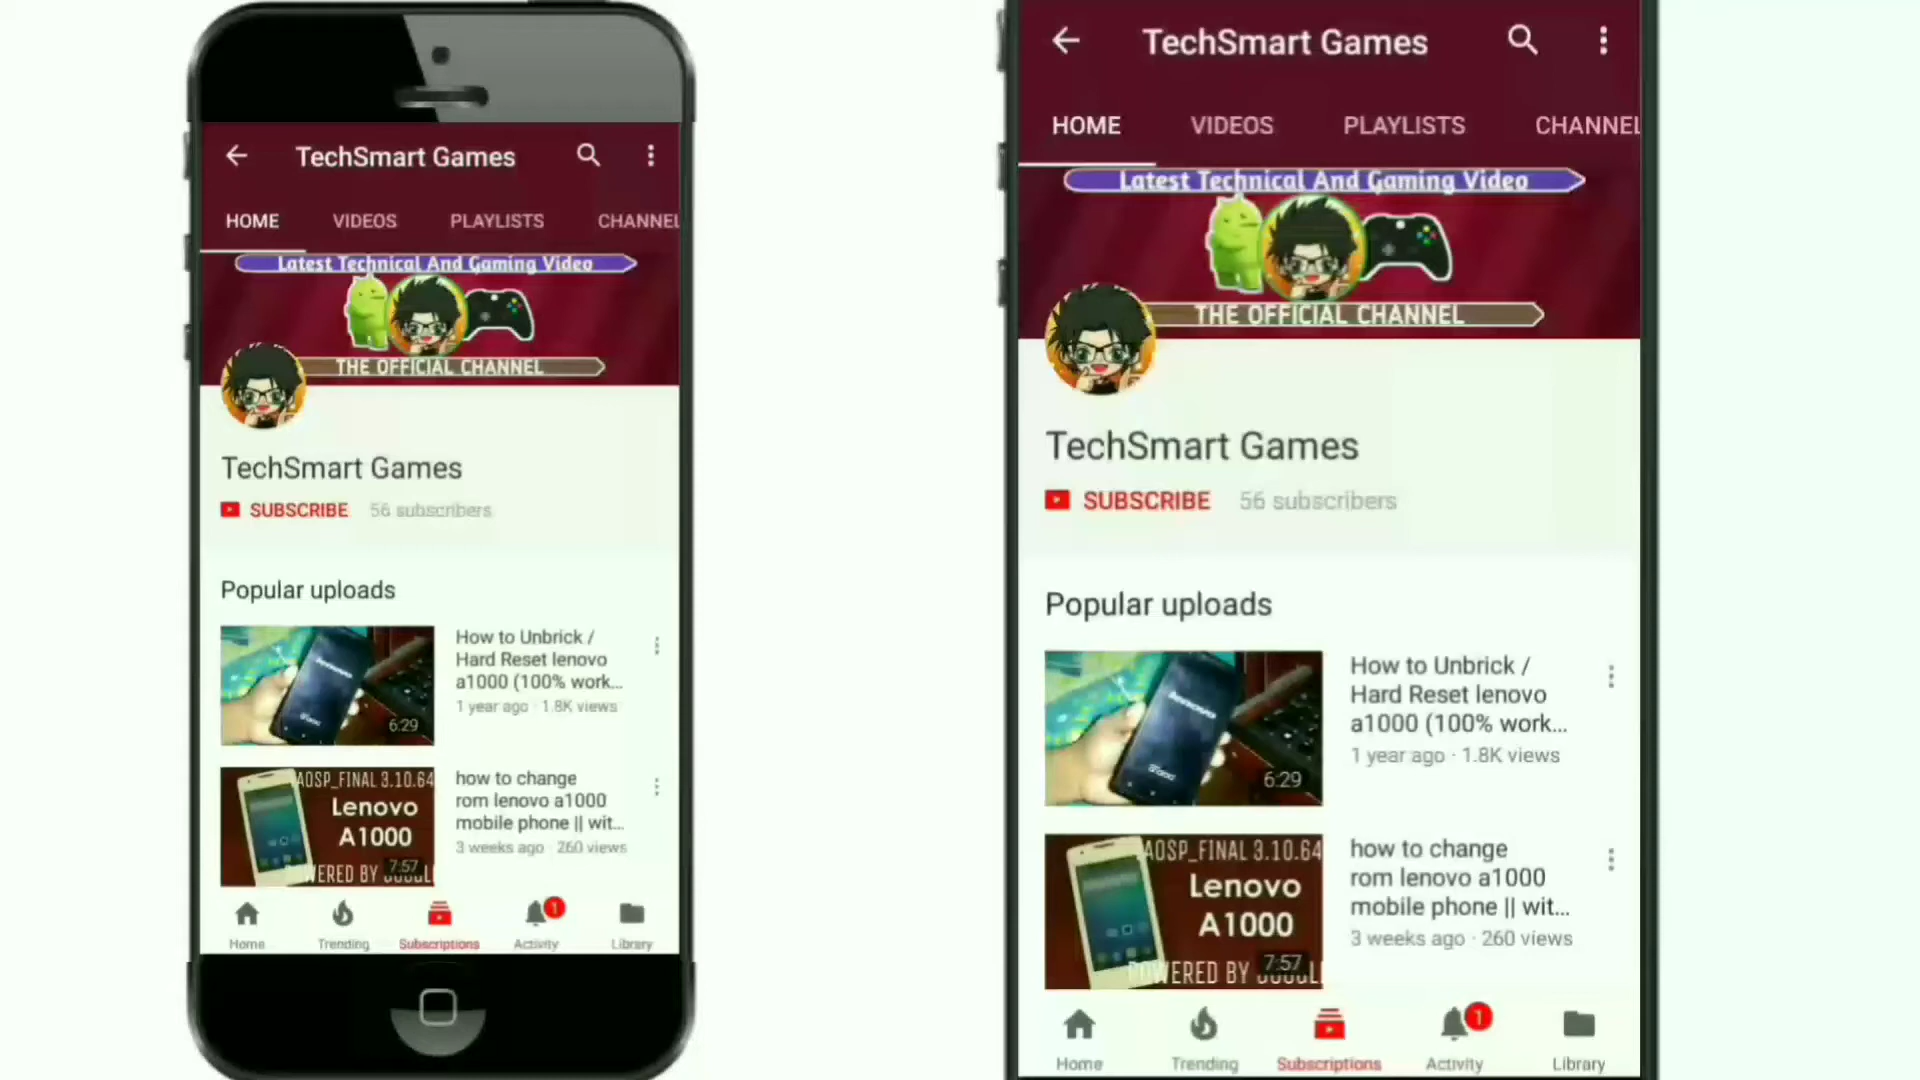 TechSmart Games
HOME VIDEOS PLAYLISTS CHANNEL
Latest Technical And Gaming Video
THE OFFICIAL CHANNEL
TechSmart Games
SUBSCRIBE 56 subscribers
Popular uploads
How to Unbrick /
Hard Reset lenovo
a1000 (100% work...
1 year ago · 1.8K views
6:29
AOSP_FINAL 3.10.64
Lenovo
A1000
7:57
WERED BY
how to change
rom lenovo a1000
mobile phone || wit...
3 weeks ago · 260 views
1
Home Trending Subscriptions Activity Library
TechSmart Games
HOME VIDEOS PLAYLISTS CHANNEL
Latest Technical And Gaming Video
THE OFFICIAL CHANNEL
TechSmart Games
SUBSCRIBE 56 subscribers
Popular uploads
Lenovo
6:29
How to Unbrick /
Hard Reset lenovo
a1000 (100% work...
1 year ago · 1.8K views
AOSP_FINAL 3.10.64
Lenovo
A1000
7:57
POWERED BY
how to change
rom lenovo a1000
mobile phone || wit...
3 weeks ago · 260 views
1
Home Trending Subscriptions Activity Library